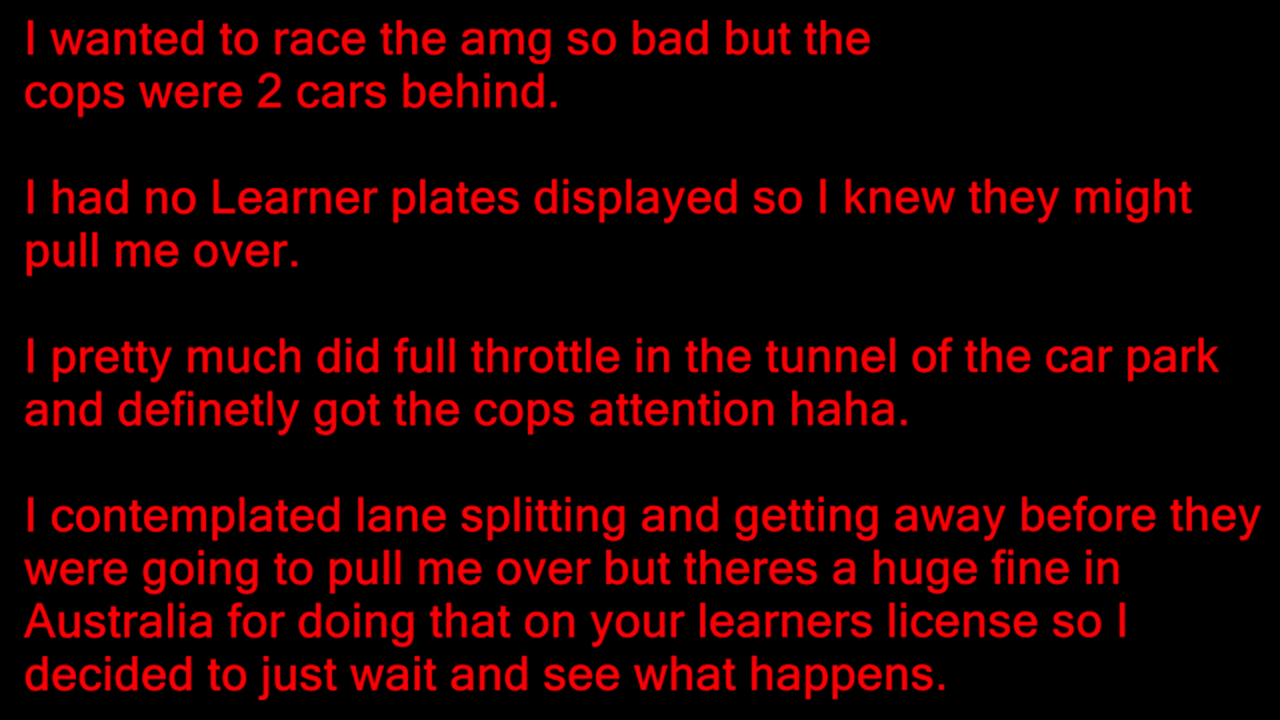 I wanted to race the amg so bad but the
cops were 2 cars behind.
I had no Learner plates displayed so I knew they might
pull me over.
I pretty much did full throttle in the tunnel of the car park
and definetly got the cops attention haha.
I contemplated lane splitting and getting away before they
were going to pull me over but theres a huge fine in
Australia for doing that on your learners license so I
decided to just wait and see what happens.